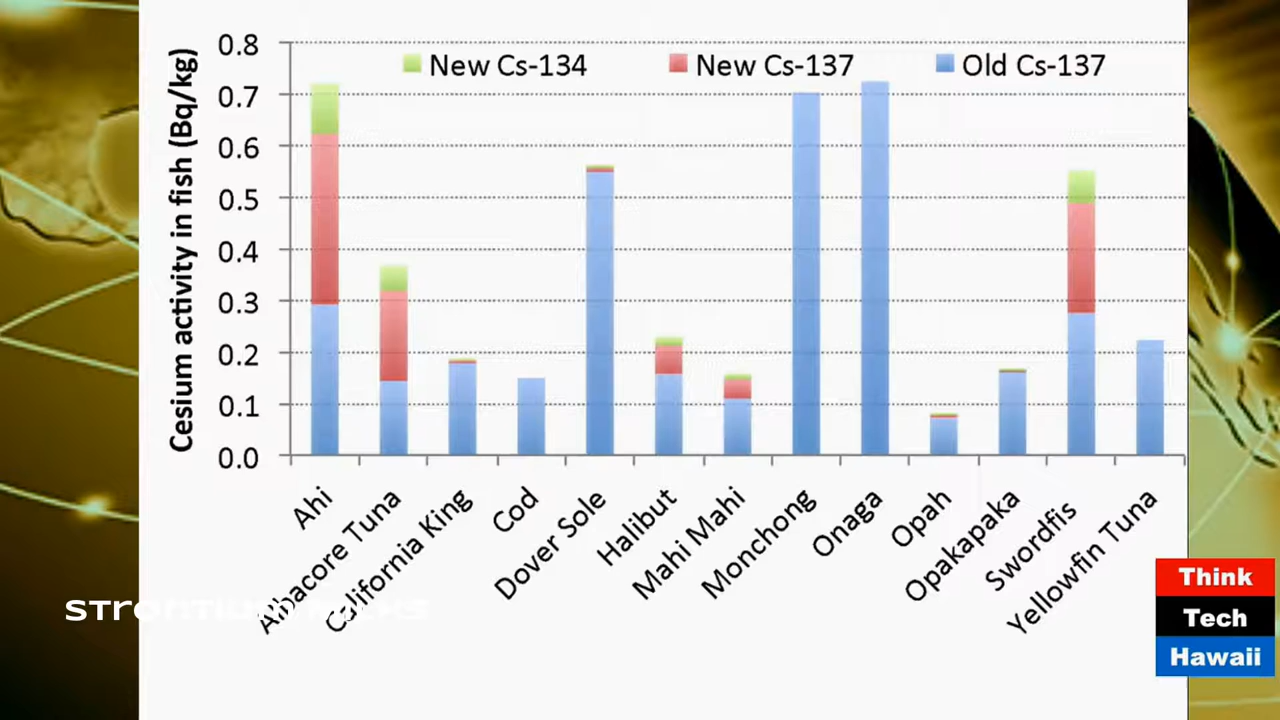 Cesium activity in fish (Bq/kg)
0.8
0.7
0.6
0.5
0.4
0.3
0.2
0.1
0.0
New Cs-134 New Cs-137 Old Cs-137
Ahi
Abacore Tuna
California King
Cod
Dover Sole
Halibut
Mahi Mahi
Monchong
Onaga
Opah
Opakapaka
Swordfis
Yellowfin Tuna
Think
Tech
Hawaii